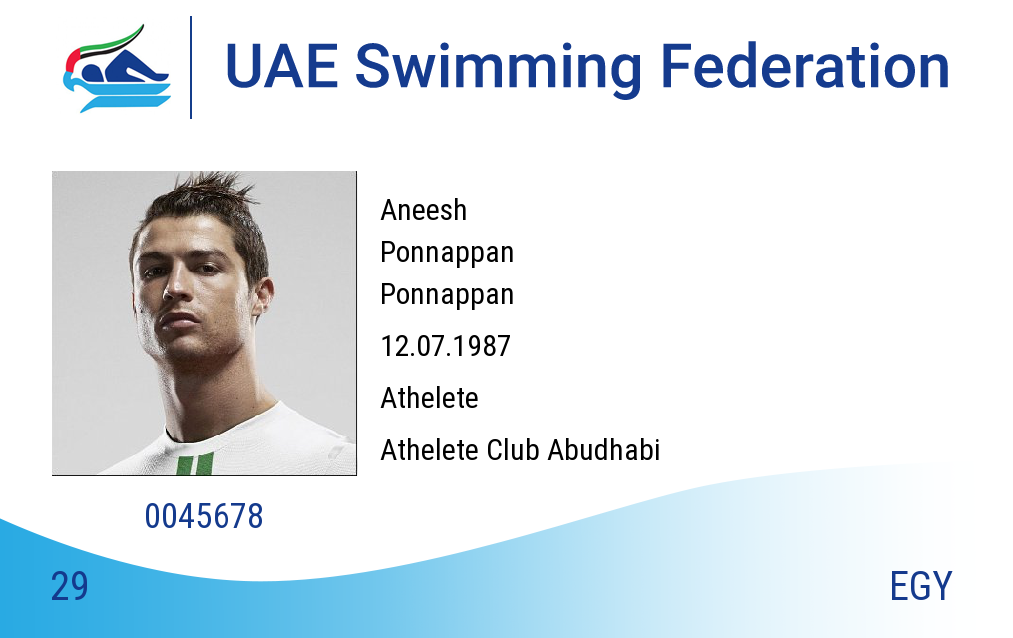 UAE Swimming Federation
Aneesh
Ponnappan
Ponnappan
12.07.1987
Athelete
Athelete Club Abudhabi
0045678
29
EGY